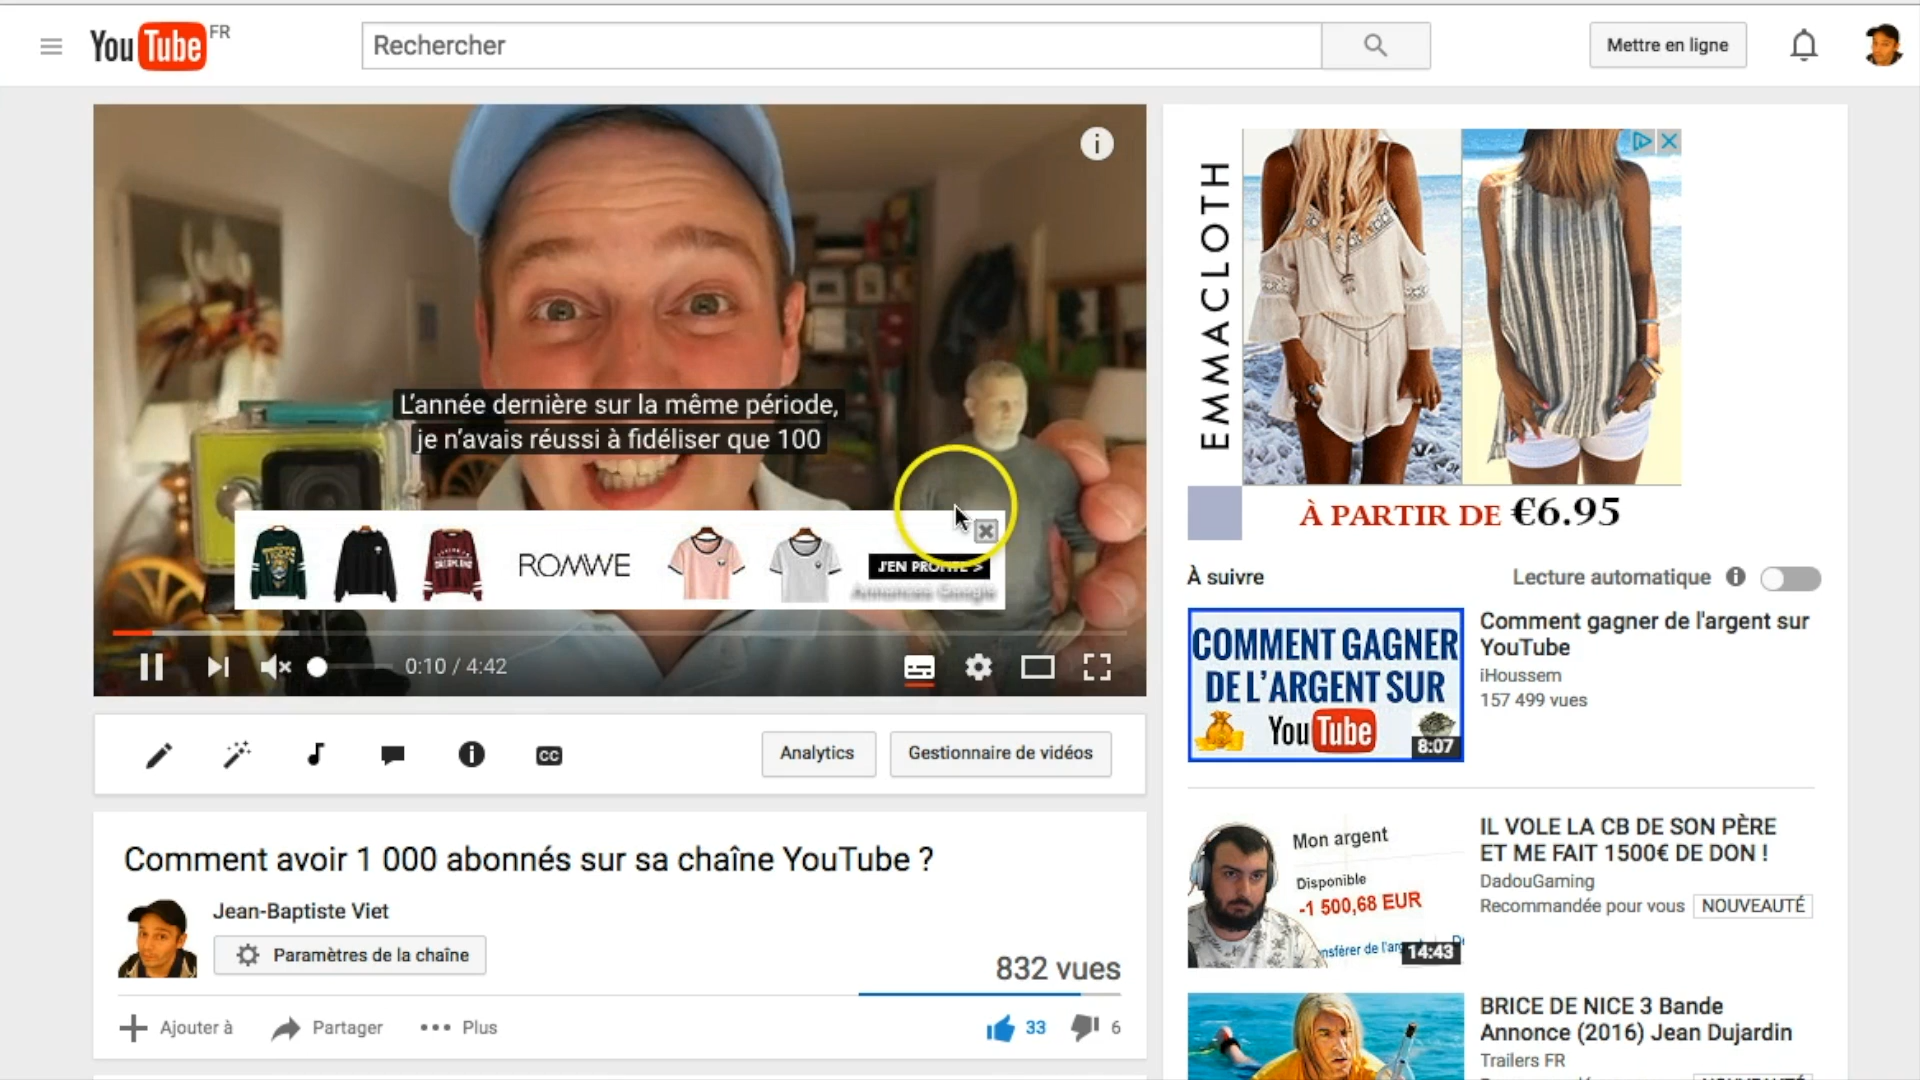 YouTube FR
Rechercher
Mettre en ligne
i
L'année dernière sur la même période,
je n'avais réussi à fidéliser que 100
ROMWE
J'EN PROFITE >
Annonces Google
0:10 / 4:42
CC
Analytics
Gestionnaire de vidéos
Comment avoir 1 000 abonnés sur sa chaîne YouTube ?
Jean-Baptiste Viet
Paramètres de la chaîne
832 vues
Ajouter à
Partager
Plus
33
6
EMMACLOTH
À PARTIR DE €6.95
À suivre
Lecture automatique
COMMENT GAGNER
DE L'ARGENT SUR
YouTube
8:07
Comment gagner de l'argent sur
YouTube
iHoussem
157 499 vues
Mon argent
Disponible
-1 500,68 EUR
14:43
IL VOLE LA CB DE SON PÈRE
ET ME FAIT 1500€ DE DON !
DadouGaming
Recommandée pour vous
NOUVEAUTÉ
BRICE DE NICE 3 Bande
Annonce (2016) Jean Dujardin
Trailers FR